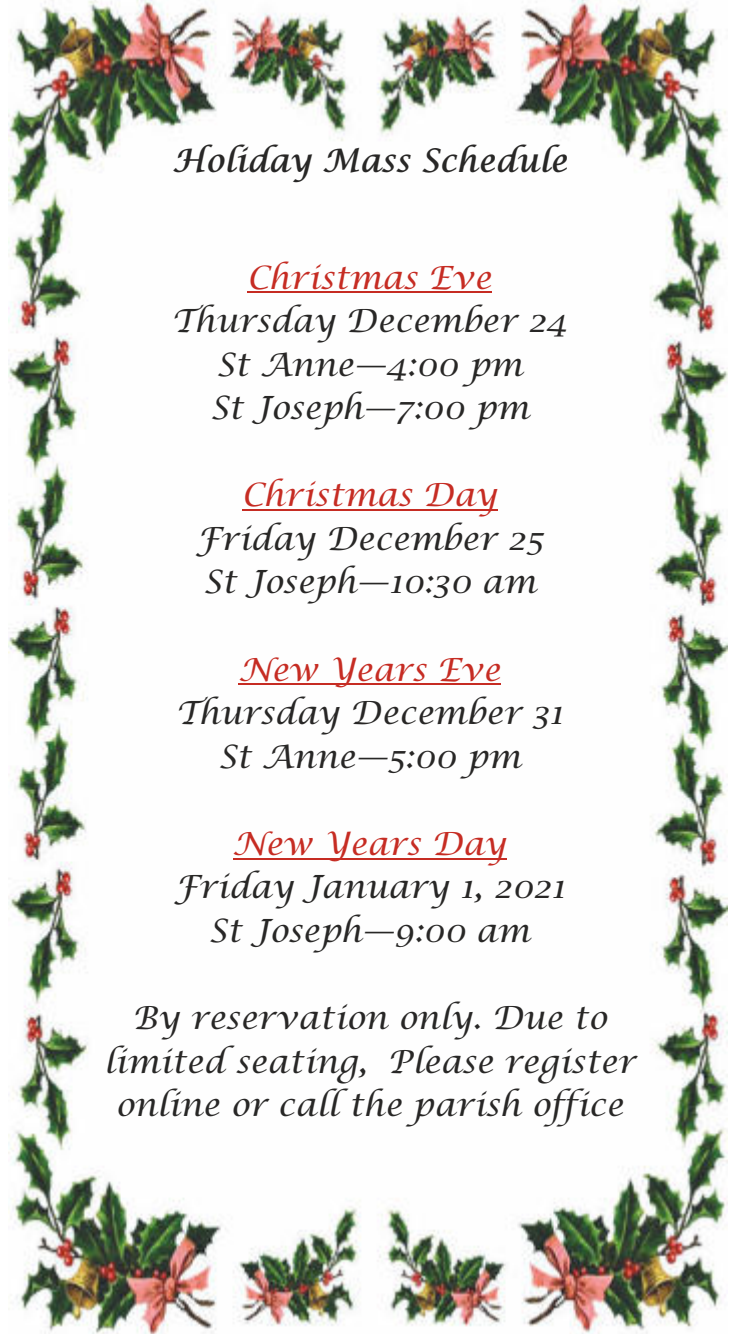 Holiday Mass Schedule
Christmas Eve
Thursday December 24
St Anne—4:00 pm
St Joseph—7:00 pm
Christmas Day
Friday December 25
St Joseph—10:30 am
New Years Eve
Thursday December 31
St Anne—5:00 pm
New Years Day
Friday January 1, 2021
St Joseph—9:00 am
By reservation only. Due to
limited seating,  Please register
online or call the parish office